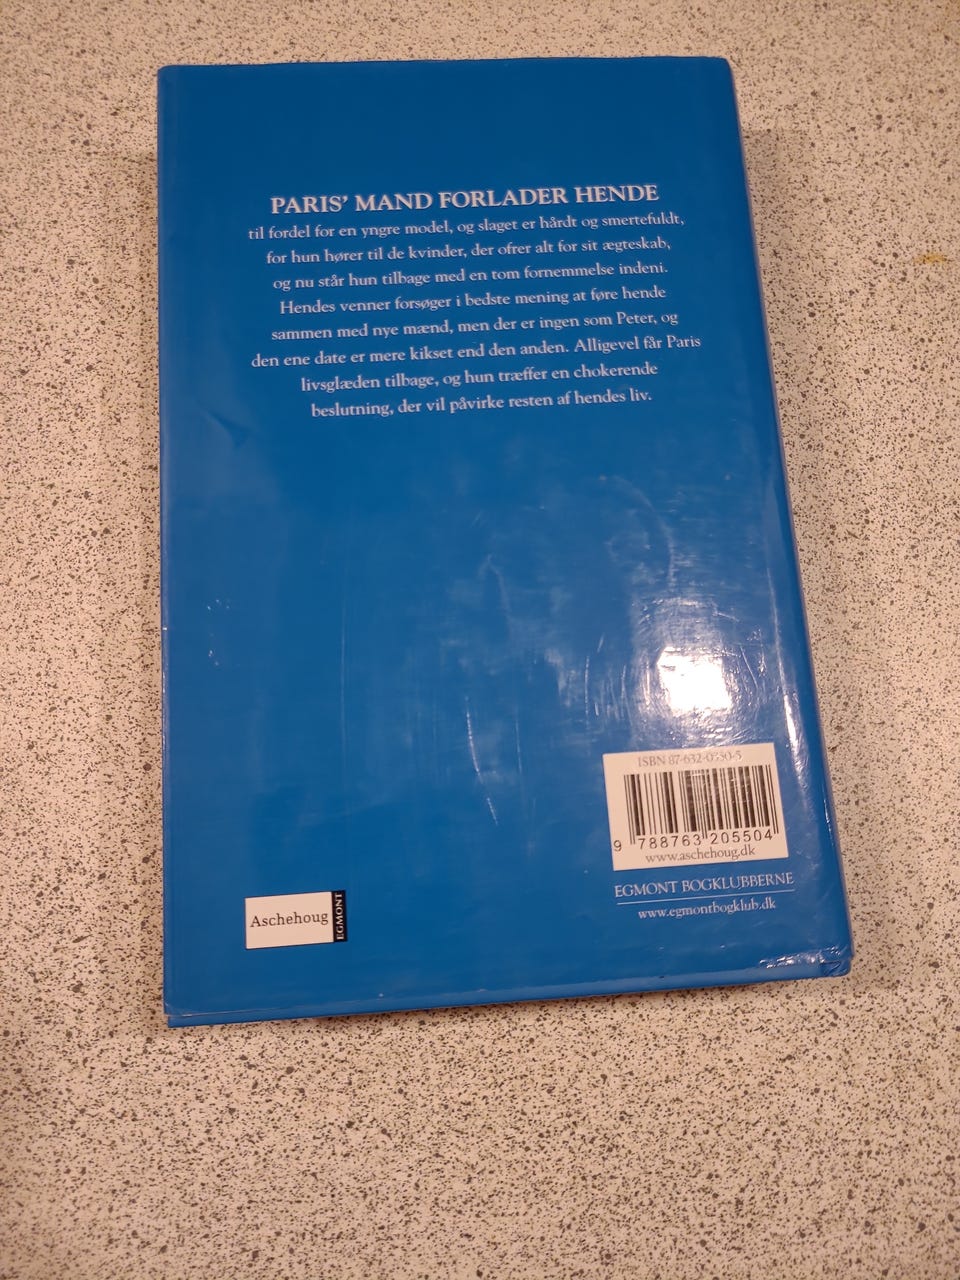 PARIS' MAND FORLADER HENDE
til fordel for en yngre model, og slaget er hårdt og smertefuldt,
for hun hører til de kvinder, der ofrer alt for sit ægteskab,
og nu står hun tilbage med en tom fornemmelse indeni.
Hendes venner forsøger i bedste mening at føre hende
sammen med nye mænd, men der er ingen som Peter, og
den ene date er mere kikset end den anden. Alligevel får Paris
livsglæden tilbage, og hun træffer en chokerende
beslutning, der vil påvirke resten af hendes liv.
ISBN 87-632-0550-5
9 788763 205504
www.aschehoug.dk
EGMONT BOGKLUBBERNE
www.egmontbogklub.dk
Aschehoug
EGMONT